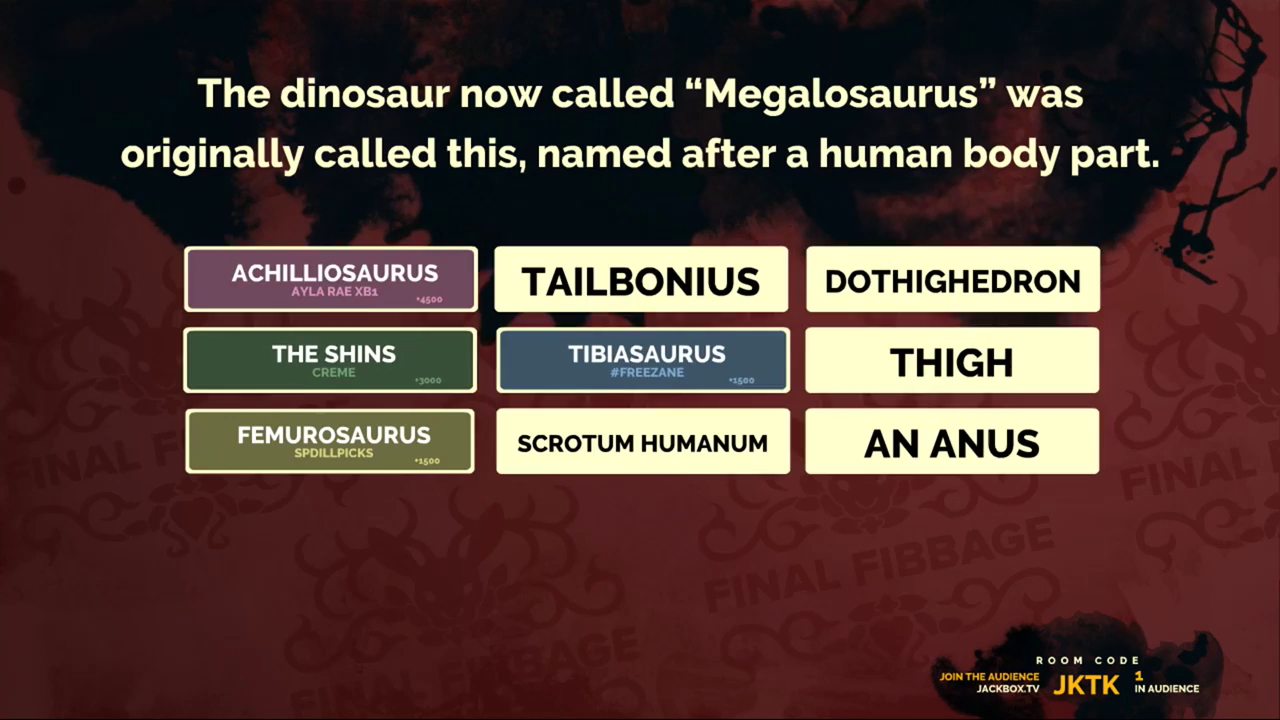 The dinosaur now called “Megalosaurus” was
originally called this, named after a human body part.
ACHILLIOSAURUS
AYLA RAE XB1
+4500
TAILBONIUS
DOTHIGHEDRON
THE SHINS
CREME
+3000
TIBIASAURUS
#FREEZANE
+1500
THIGH
FEMUROSAURUS
SPDILLPICKS
+1500
SCROTUM HUMANUM
AN ANUS
FINAL FIBBAGE
FINAL FIBBAGE
FINAL FIBBAGE
ROOM CODE
JOIN THE AUDIENCE
JACKBOX.TV
JKTK
1
IN AUDIENCE